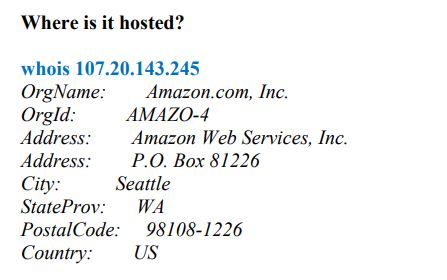 Where is it hosted?
whois 107.20.143.245
OrgName: Amazon.com, Inc.
OrgId: AMAZO-4
Address: Amazon Web Services, Inc.
Address: P.O. Box 81226
City: Seattle
StateProv: WA
PostalCode: 98108-1226
Country: US